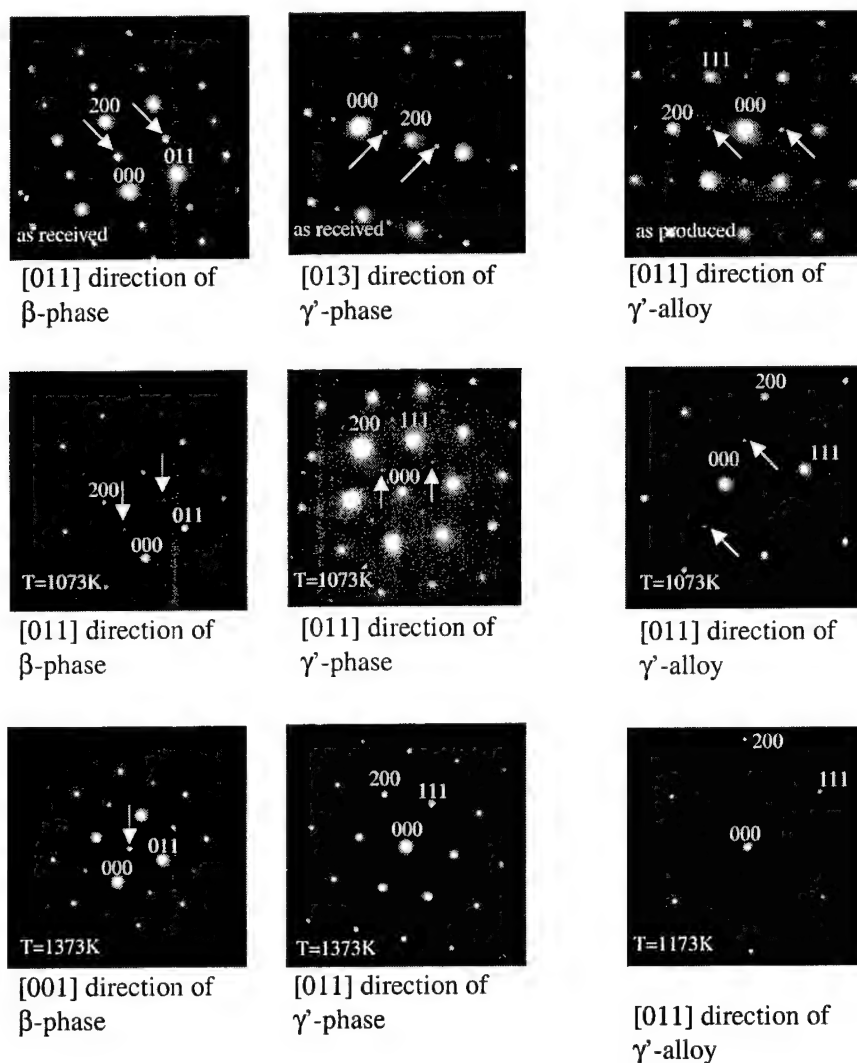 200
011
000
as received
[011] direction of
β-phase
000
200
as received
[013] direction of
γ'-phase
111
200
000
as produced
[011] direction of
γ'-alloy
200
011
000
T=1073K
[011] direction of
β-phase
200
111
000
T=1073K
[011] direction of
γ'-phase
200
000
111
T=1073K
[011] direction of
γ'-alloy
000
011
T=1373K
[001] direction of
β-phase
200
111
000
T=1373K
[011] direction of
γ'-phase
200
111
000
T=1173K
[011] direction of
γ'-alloy